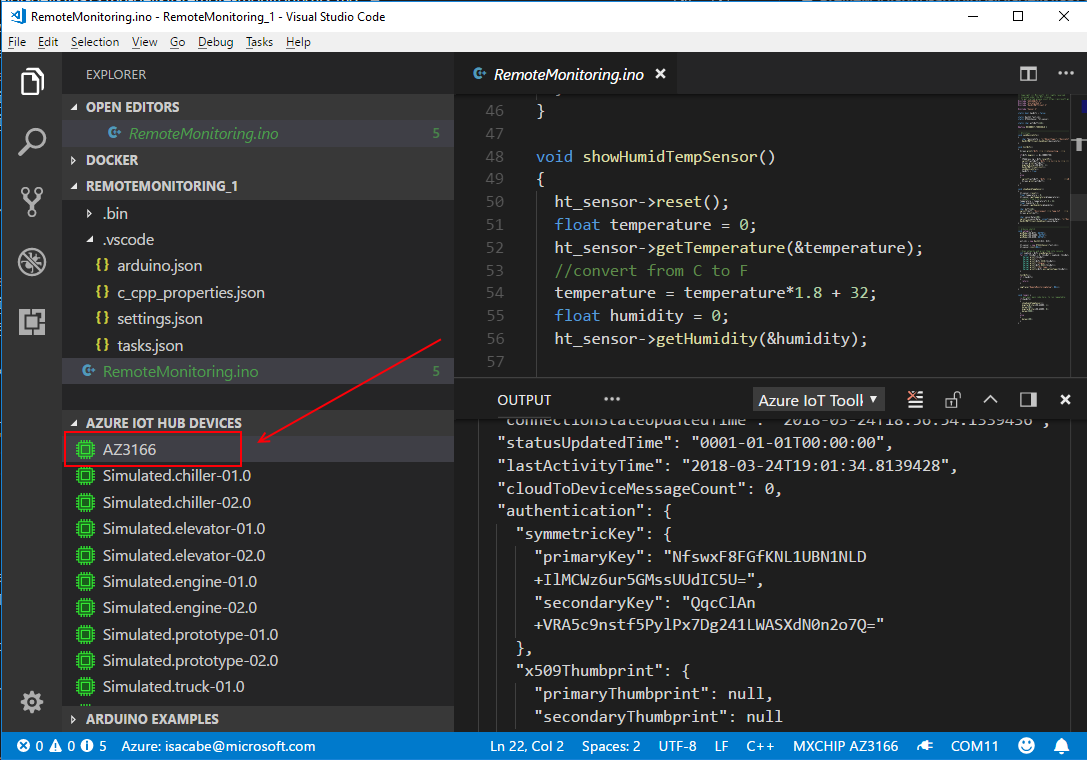 RemoteMonitoring.ino - RemoteMonitoring_1 - Visual Studio Code
File Edit Selection View Go Debug Tasks Help
EXPLORER
OPEN EDITORS
RemoteMonitoring.ino 5
DOCKER
REMOTEMONITORING_1
.bin
.vscode
{} arduino.json
{} c_cpp_properties.json
{} settings.json
{} tasks.json
RemoteMonitoring.ino 5
AZURE IOT HUB DEVICES
AZ3166
Simulated.chiller-01.0
Simulated.chiller-02.0
Simulated.elevator-01.0
Simulated.elevator-02.0
Simulated.engine-01.0
Simulated.engine-02.0
Simulated.prototype-01.0
Simulated.prototype-02.0
Simulated.truck-01.0
ARDUINO EXAMPLES
RemoteMonitoring.ino
46 }
47
48 void showHumidTempSensor()
49 {
50 ht_sensor->reset();
51 float temperature = 0;
52 ht_sensor->getTemperature(&temperature);
53 //convert from C to F
54 temperature = temperature*1.8 + 32;
55 float humidity = 0;
56 ht_sensor->getHumidity(&humidity);
57
OUTPUT ••• Azure IoT Toolk
"connectionStateUpdatedTime": "2018-03-24T18:56:54.1339436",
"statusUpdatedTime": "0001-01-01T00:00:00",
"lastActivityTime": "2018-03-24T19:01:34.8139428",
"cloudToDeviceMessageCount": 0,
"authentication": {
"symmetricKey": {
"primaryKey": "NfswxF8FGfKNL1UBN1NLD
+IlMCWz6ur5GMssUUdIC5U=",
"secondaryKey": "QqcClAn
+VRA5c9nstf5PylPx7Dg241LWASXdN0n2o7Q="
},
"x509Thumbprint": {
"primaryThumbprint": null,
"secondaryThumbprint": null
0 0 5 Azure: isacabe@microsoft.com Ln 22, Col 2 Spaces: 2 UTF-8 LF C++ MXCHIP AZ3166 COM11